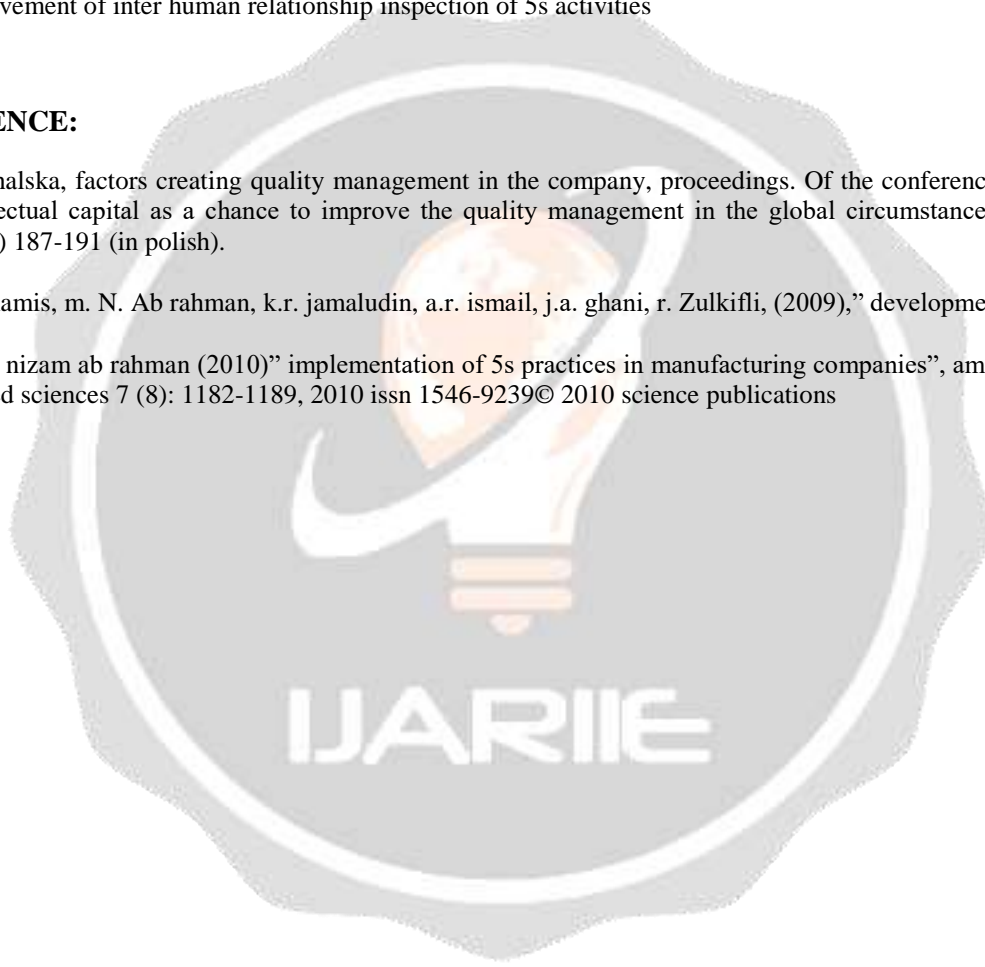 vement of inter human relationship inspection of 5s activities
ENCE:
nalska, factors creating quality management in the company, proceedings. Of the conferenc
ectual capital as a chance to improve the quality management in the global circumstance
) 187-191 (in polish).
amis, m. N. Ab rahman, k.r. jamaludin, a.r. ismail, j.a. ghani, r. Zulkifli, (2009),” developme
nizam ab rahman (2010)” implementation of 5s practices in manufacturing companies”, am
ed sciences 7 (8): 1182-1189, 2010 issn 1546-9239© 2010 science publications
IJARIIE